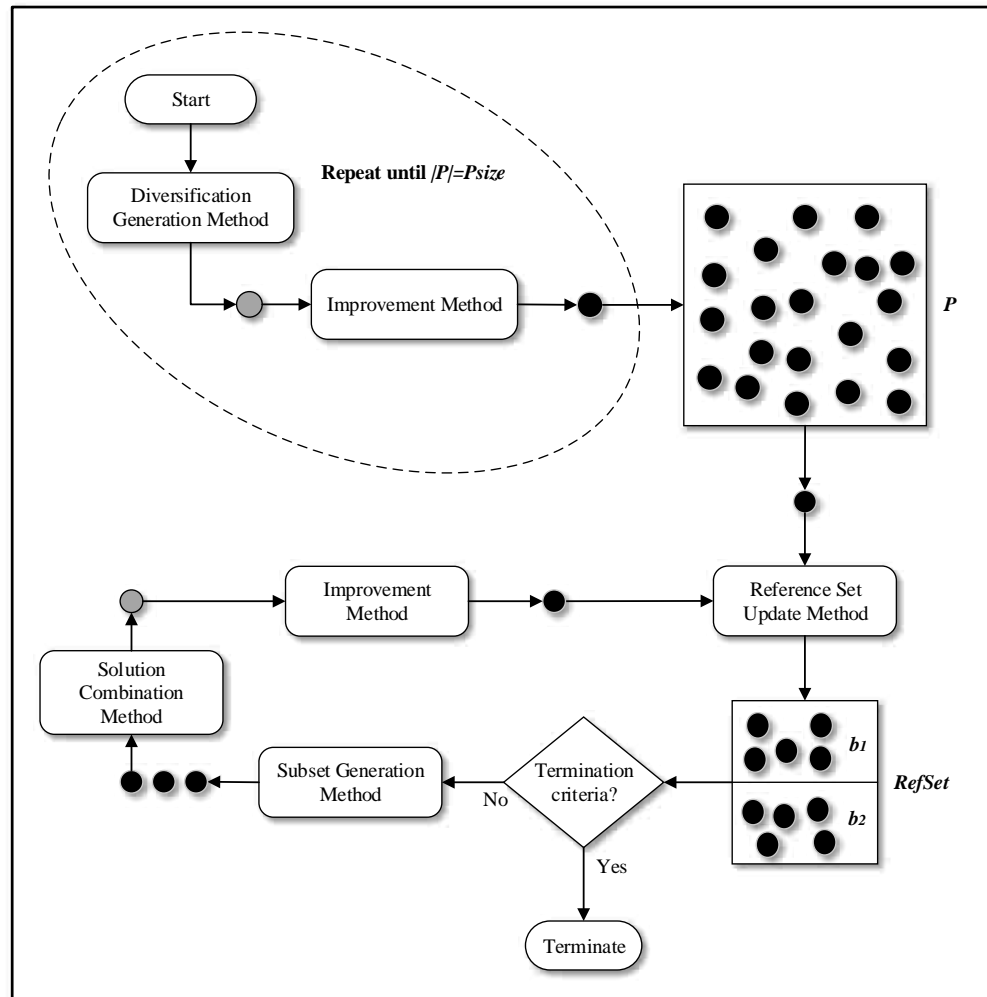 Start
Repeat until |P|=Psize
Diversification
Generation Method
Improvement Method
P
Improvement
Method
Reference Set
Update Method
Solution
Combination
Method
b1
RefSet
b2
Termination
criteria?
Subset Generation
Method
No
Yes
Terminate